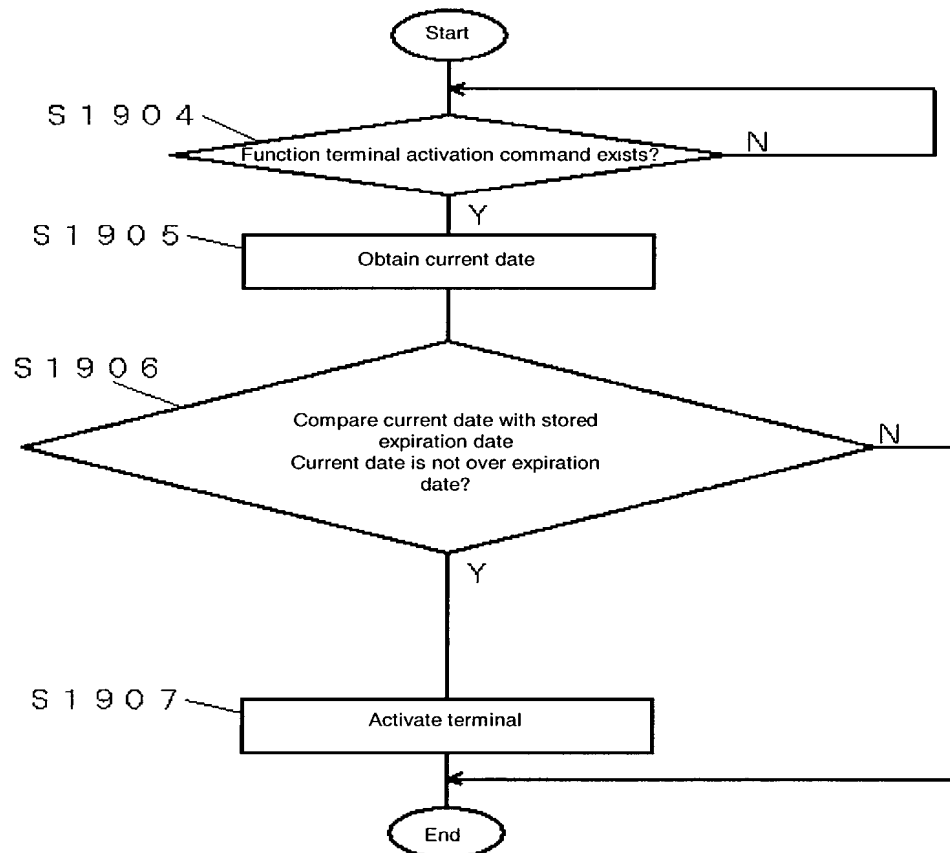 Start
S1904
Function terminal activation command exists?
N
Y
S1905
Obtain current date
S1906
Compare current date with stored
expiration date
Current date is not over expiration
date?
N
Y
S1907
Activate terminal
End